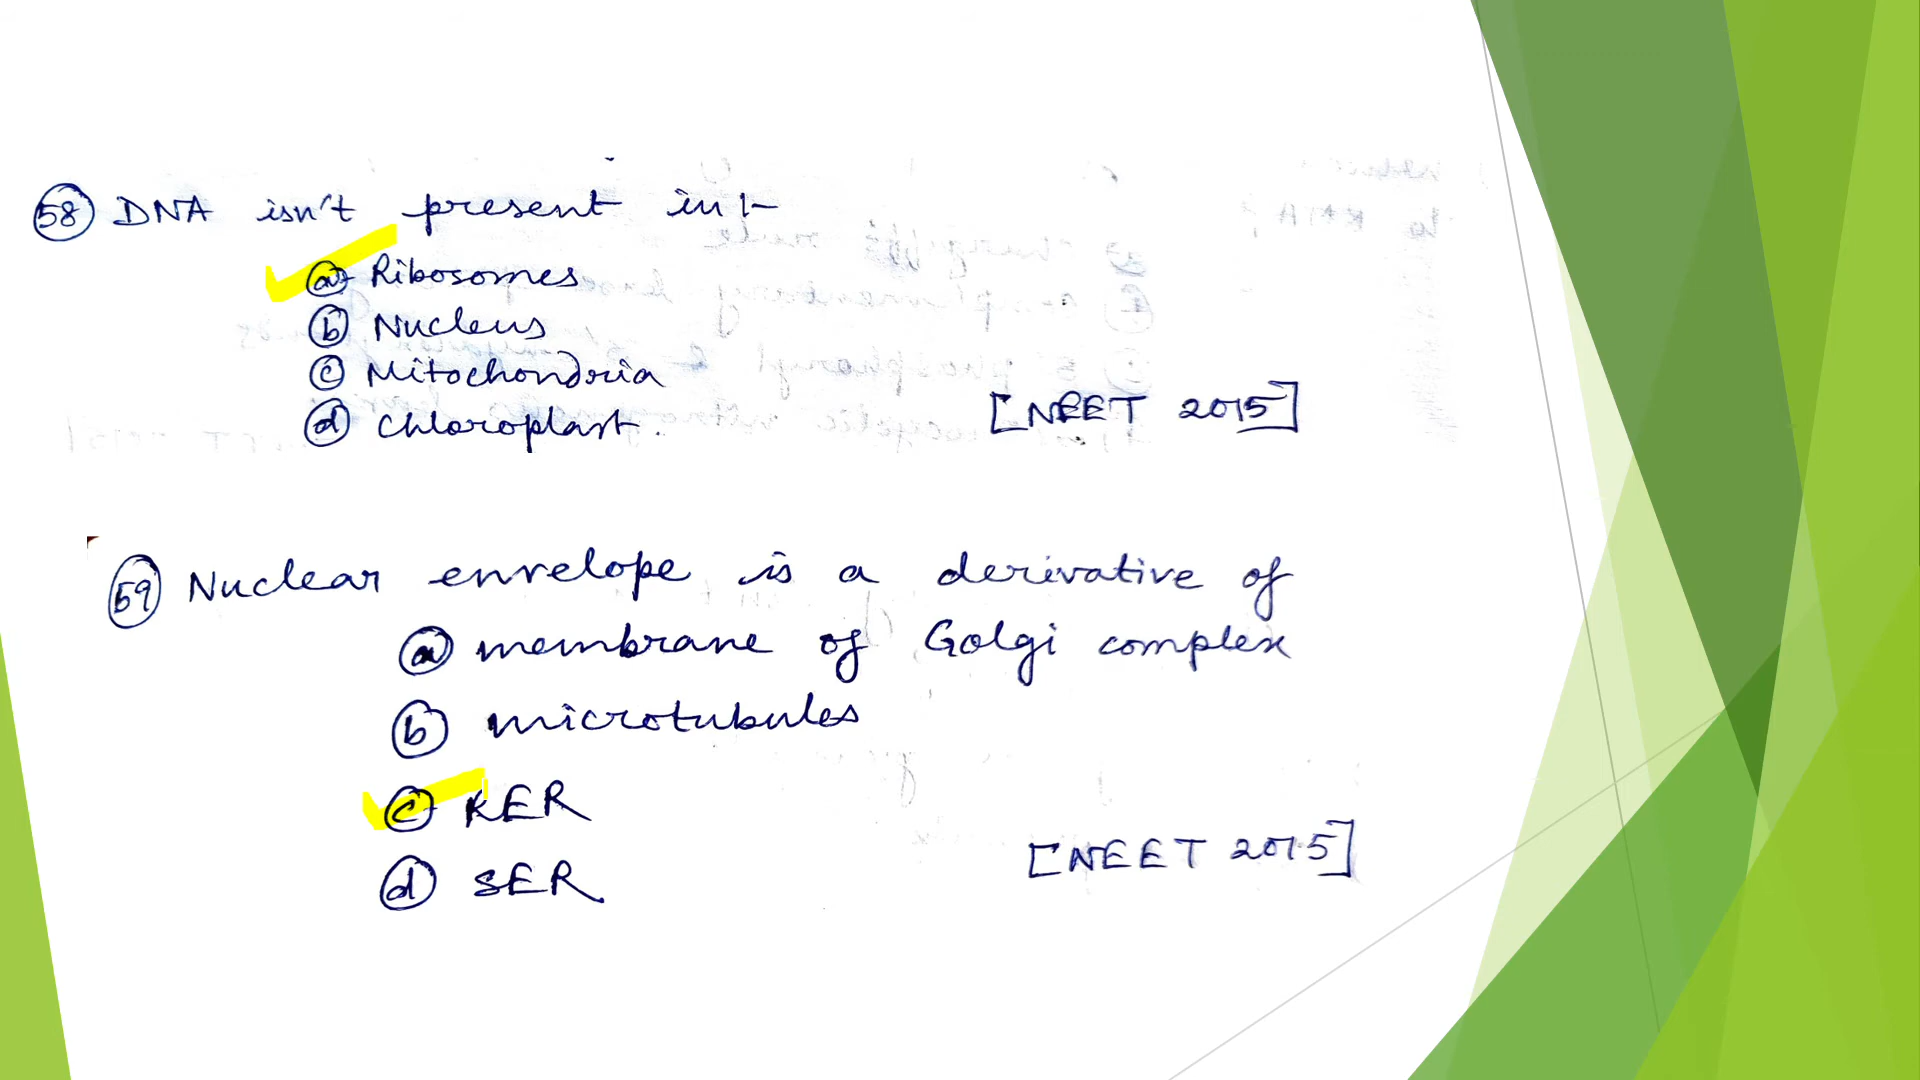 58 DNA isn't present in :-
a Ribosomes
b Nucleus
c Mitochondria
d Chloroplast.
[NEET 2015]
59 Nuclear envelope is a derivative of
a membrane of Golgi complex
b microtubules
c RER
d SER
[NEET 2015]